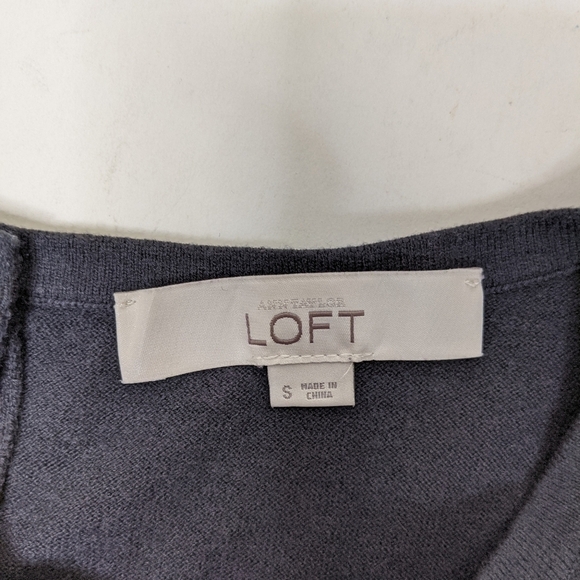 ANN TAYLOR
LOFT
S MADE IN
CHINA